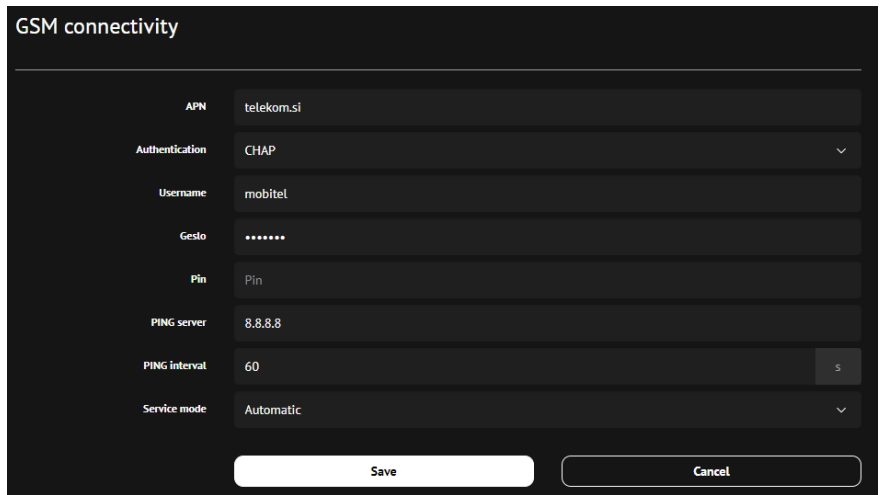 GSM connectivity
APN telekom.si
Authentication CHAP
Username mobitel
Geslo •••••••
Pin Pin
PING server 8.8.8.8
PING interval 60 s
Service mode Automatic
Save Cancel